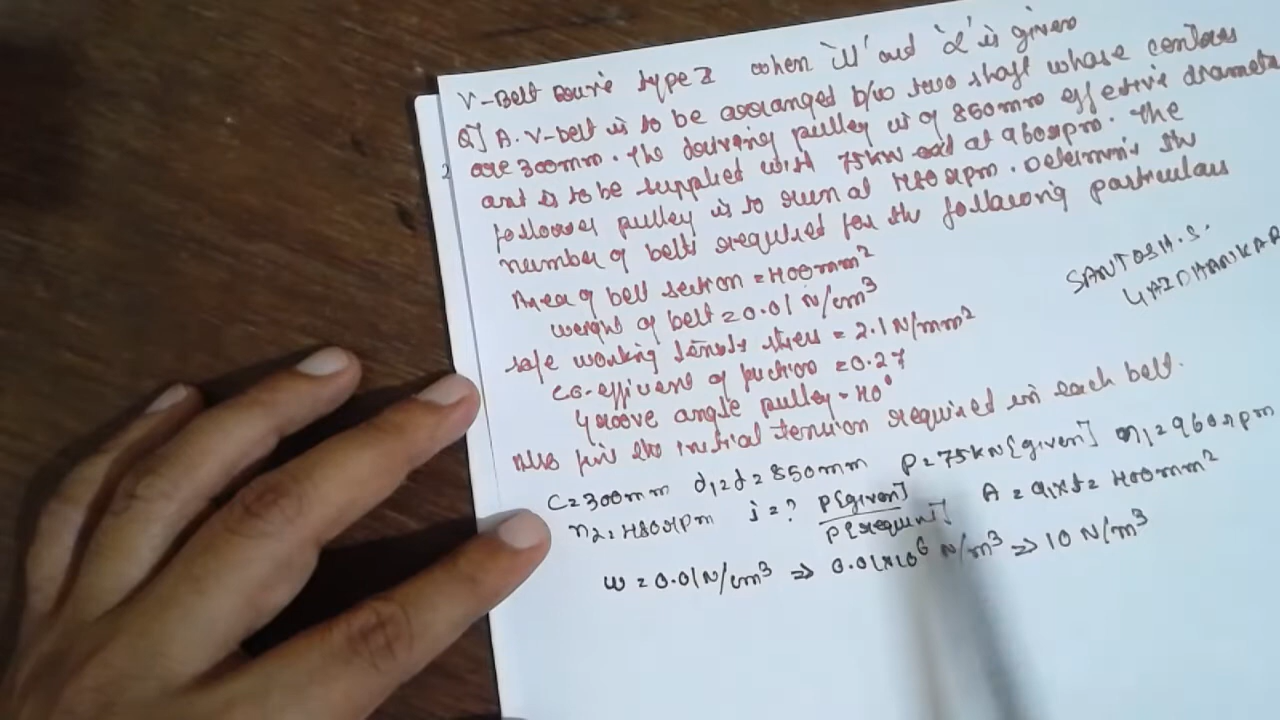 V-Belt Drive type 2 when 'μ' and 'α' is given
Q] A. V-belt is to be arranged b/w two shaft whose centers
are 300mm. The driving pulley is of 850mm effective diameter
and is to be supplied with 75kW and at 960rpm. The
follower pulley is to run at 480rpm. Determine the
number of belts required for the following particulars
Area of belt section = 400mm²
weight of belt = 0.01 N/cm³
safe working tensile stress = 2.1 N/mm²
co-efficient of friction = 0.27
Groove angle pulley = 40°
Also find the initial tension required in each belt.
C = 300mm d1 = d = 850mm P = 75kW [given] n1 = 960rpm
n2 = 480rpm i = ? P[given] / P[required] A = a1 × t = 400mm²
w = 0.01 N/cm³ ⇒ 0.01×10⁶ N/m³ ⇒ 10 N/m³
SANTOSH.S.
GAIDHANKAR